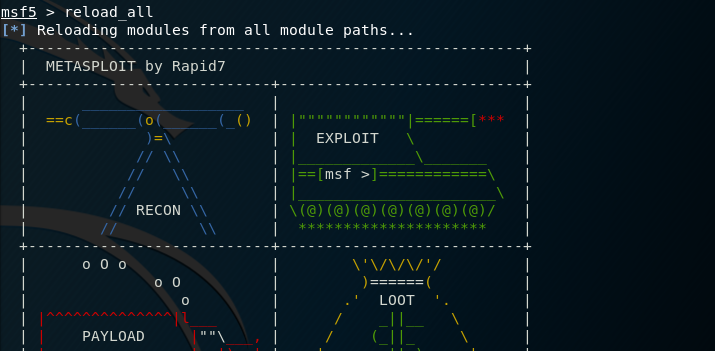 msf5 > reload_all
[*] Reloading modules from all module paths...
METASPLOIT by Rapid7
==c(______(o(______(_() |""""""""""""|======[***
)=\ | EXPLOIT \
// \\ |_____________\_______
// \\ |==[msf >]============\
// \\ |______________________\
// RECON \\ \(@)(@)(@)(@)(@)(@)(@)/
// \\ *********************
o O o \'\/\/\/'/
o O )======(
o .' LOOT '.
|^^^^^^^^^^^^^^|l___ / _||__ \
| PAYLOAD |""\___, / (_||_ \